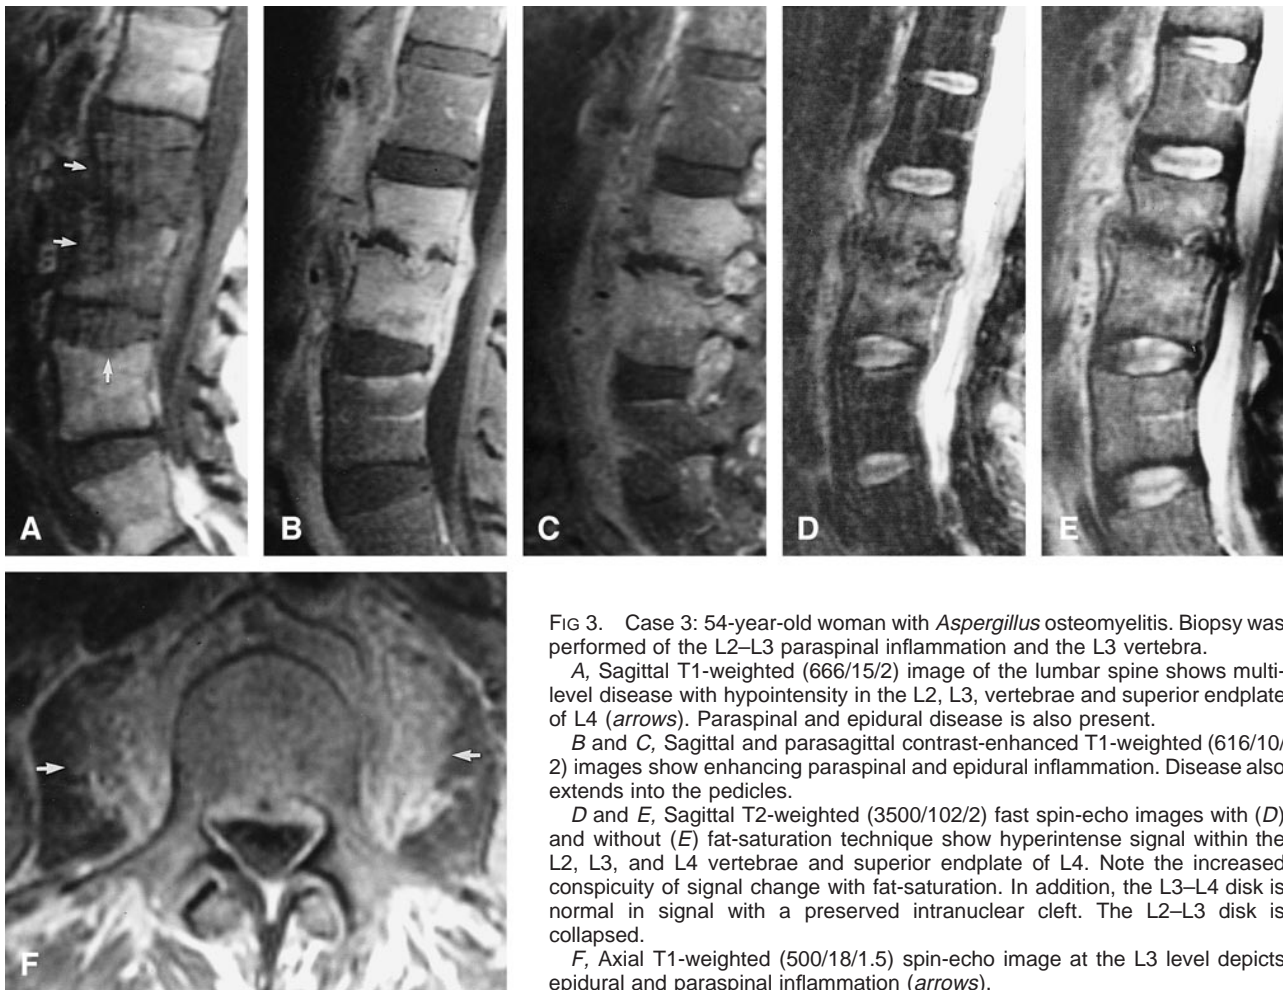 A
B
C
D
E
F
FIG 3. Case 3: 54-year-old woman with Aspergillus osteomyelitis. Biopsy was
performed of the L2–L3 paraspinal inflammation and the L3 vertebra.
A, Sagittal T1-weighted (666/15/2) image of the lumbar spine shows multi-
level disease with hypointensity in the L2, L3, vertebrae and superior endplate
of L4 (arrows). Paraspinal and epidural disease is also present.
B and C, Sagittal and parasagittal contrast-enhanced T1-weighted (616/10/
2) images show enhancing paraspinal and epidural inflammation. Disease also
extends into the pedicles.
D and E, Sagittal T2-weighted (3500/102/2) fast spin-echo images with (D)
and without (E) fat-saturation technique show hyperintense signal within the
L2, L3, and L4 vertebrae and superior endplate of L4. Note the increased
conspicuity of signal change with fat-saturation. In addition, the L3–L4 disk is
normal in signal with a preserved intranuclear cleft. The L2–L3 disk is
collapsed.
F, Axial T1-weighted (500/18/1.5) spin-echo image at the L3 level depicts
epidural and paraspinal inflammation (arrows).